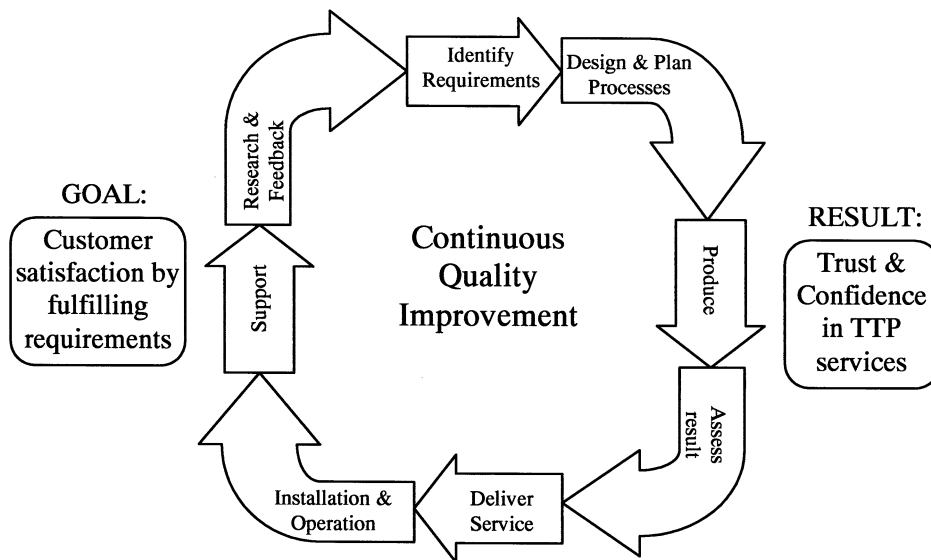 Identify
Requirements
Design & Plan
Processes
Research &
Feedback
GOAL:
Customer
satisfaction by
fulfilling
requirements
Continuous
Quality
Improvement
Produce
RESULT:
Trust &
Confidence
in TTP
services
Support
Assess
result
Installation &
Operation
Deliver
Service